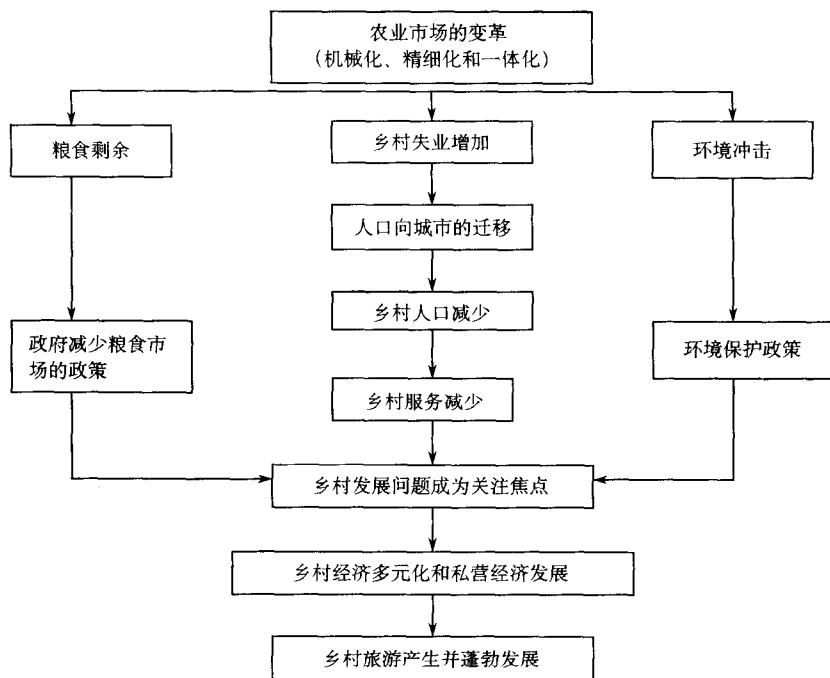 农业市场的变革
(机械化、精细化和一体化)
粮食剩余
乡村失业增加
环境冲击
人口向城市的迁移
乡村人口减少
政府减少粮食市
场的政策
环境保护政策
乡村服务减少
乡村发展问题成为关注焦点
乡村经济多元化和私营经济发展
乡村旅游产生并蓬勃发展